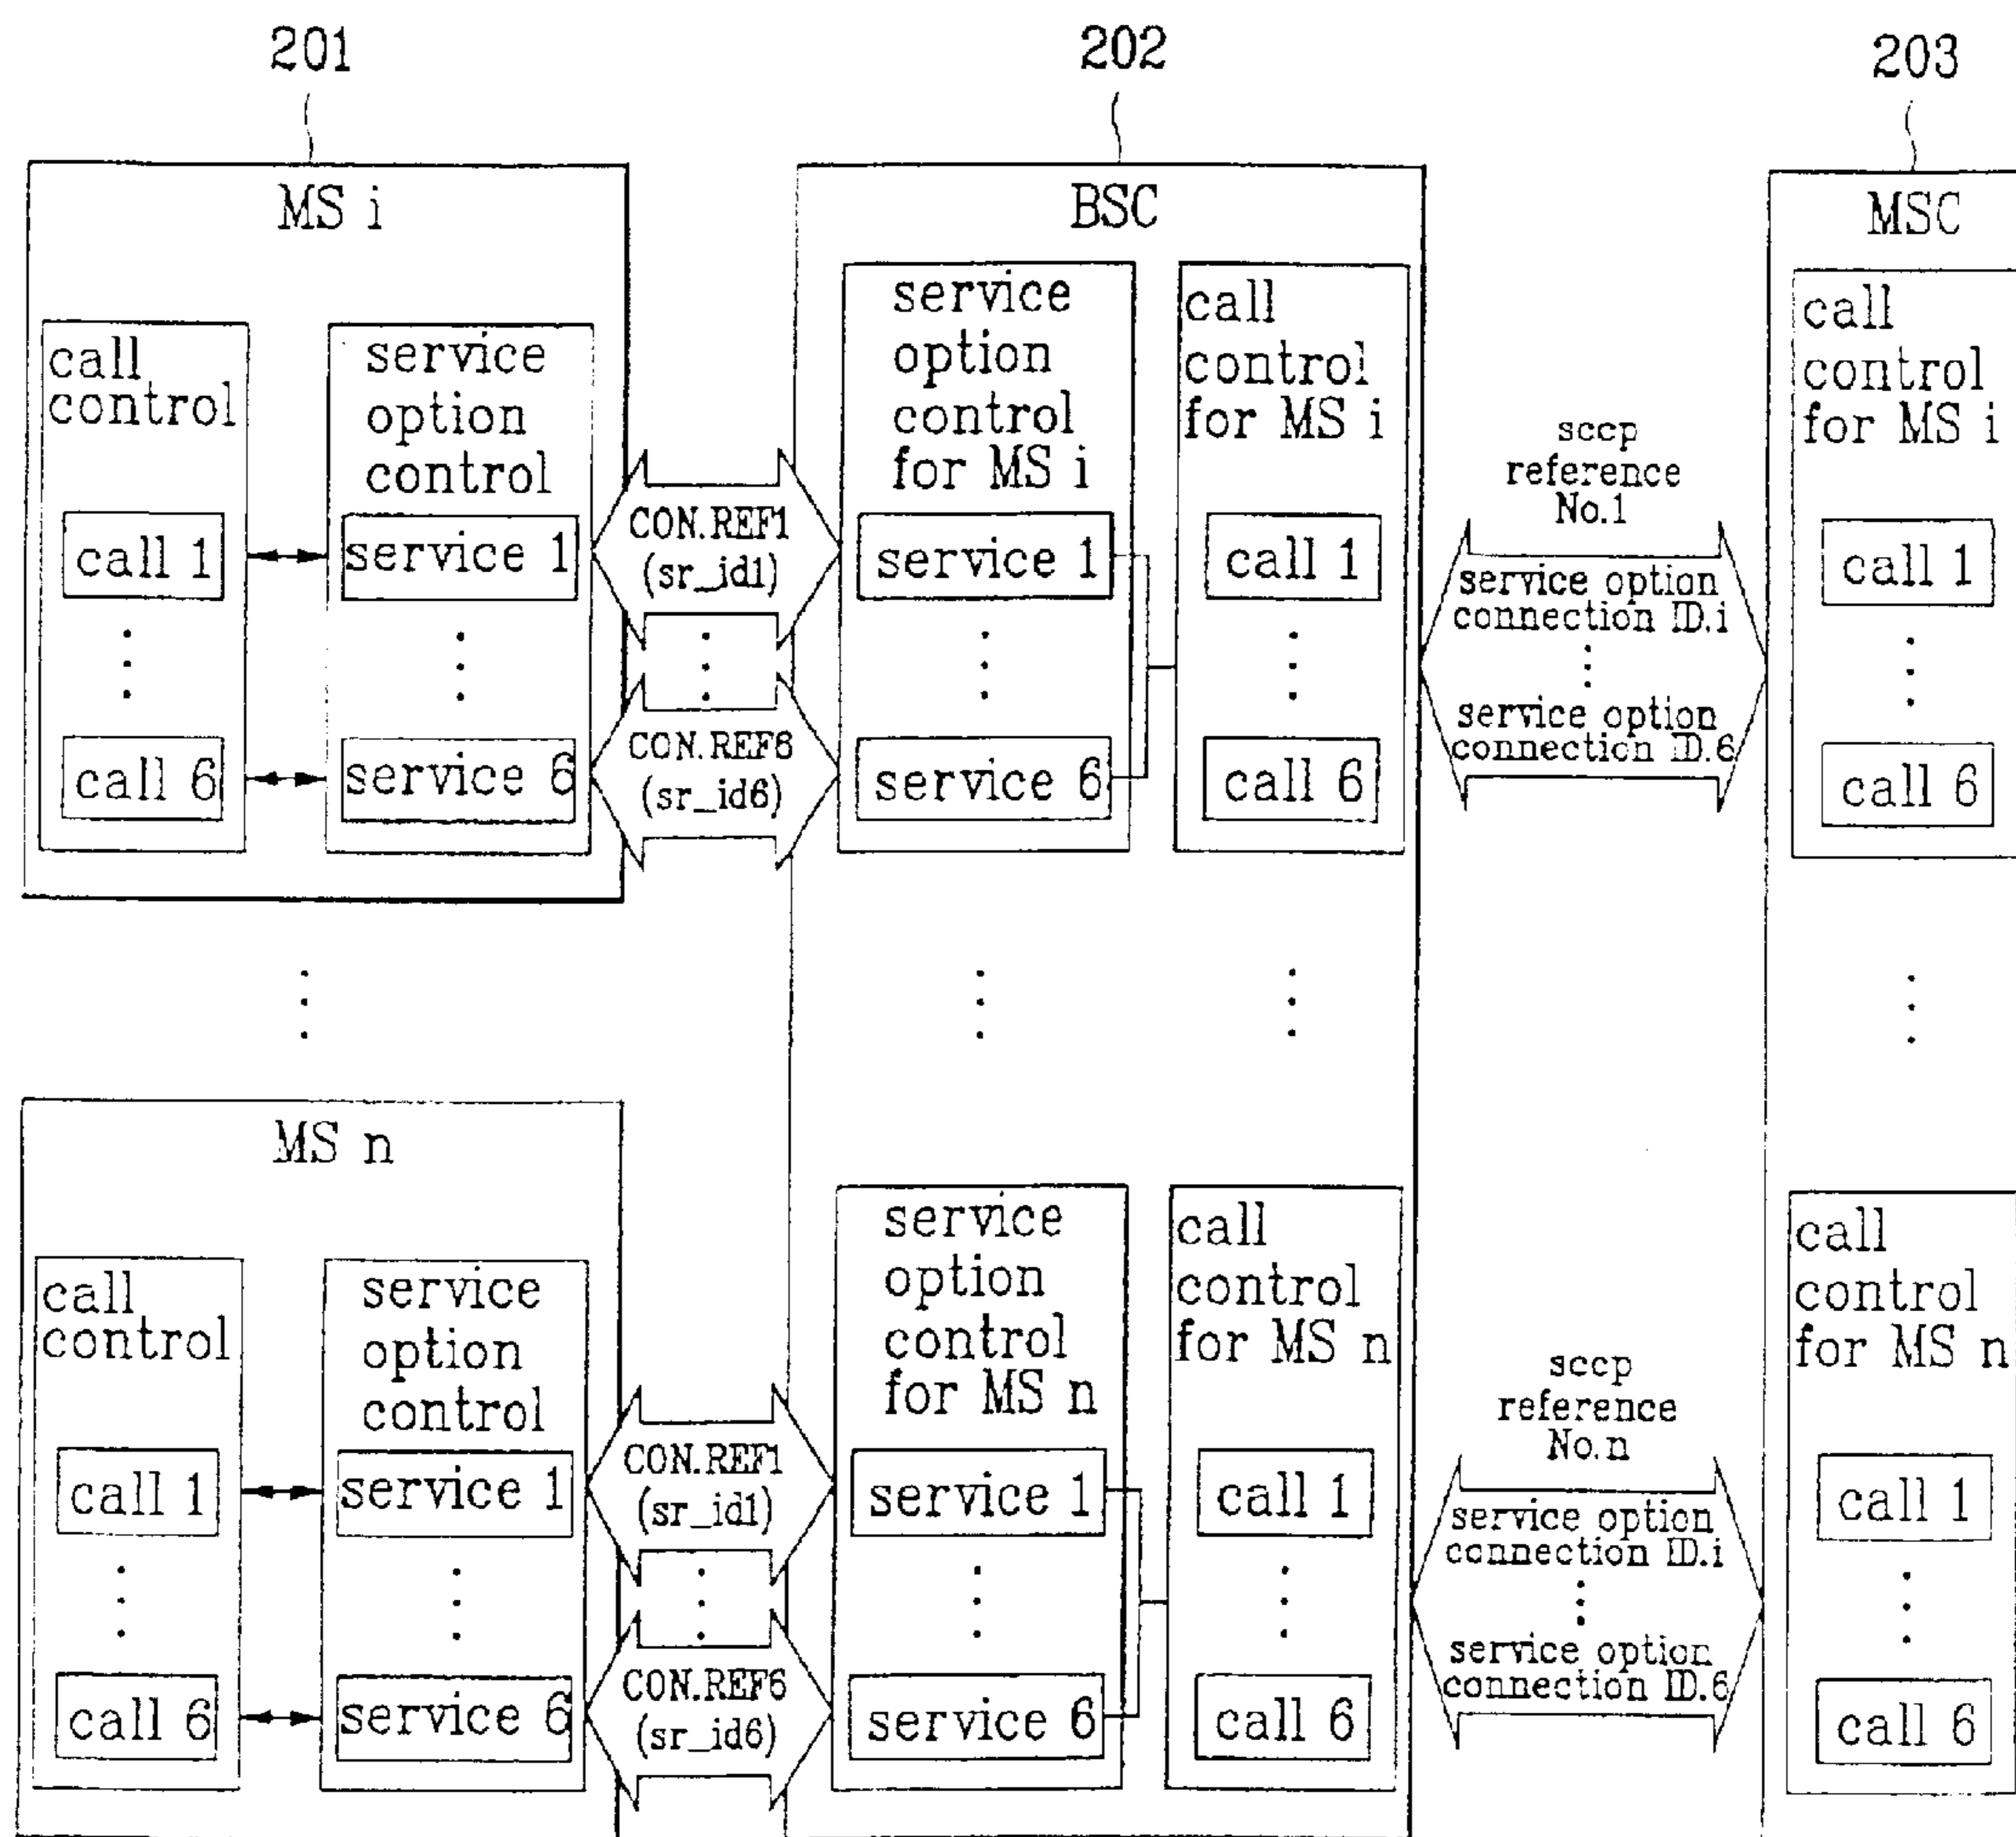 201
202
203
MS i
BSC
MSC
call
control
service
option
control
service
option
control
for MS i
call
control
for MS i
call
control
for MS i
sccp
reference
No.1
call 1
service 1
CON.REF1
(sr_id1)
service 1
call 1
service option
connection ID.i
call 1
service option
connection ID.6
call 6
service 6
CON.REF6
(sr_id6)
service 6
call 6
call 6
MS n
call
control
service
option
control
service
option
control
for MS n
call
control
for MS n
call
control
for MS n
sccp
reference
No.n
call 1
service 1
CON.REF1
(sr_id1)
service 1
call 1
service option
connection ID.i
call 1
service option
connection ID.6
call 6
service 6
CON.REF6
(sr_id6)
service 6
call 6
call 6